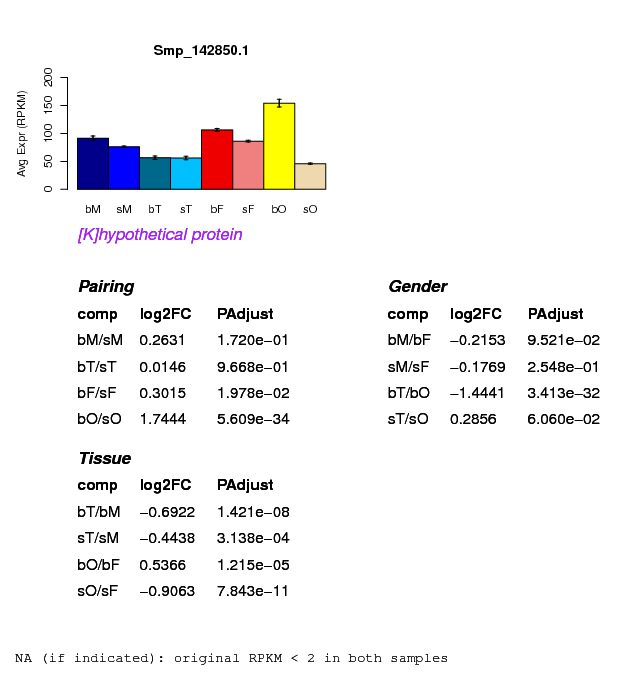 Smp_142850.1
Avg Expr (RPKM)
200
150
100
50
0
bM sM bT sT bF sF bO sO
[K]hypothetical protein
Pairing
comp log2FC PAdjust
bM/sM 0.2631 1.720e−01
bT/sT 0.0146 9.668e−01
bF/sF 0.3015 1.978e−02
bO/sO 1.7444 5.609e−34
Gender
comp log2FC PAdjust
bM/bF −0.2153 9.521e−02
sM/sF −0.1769 2.548e−01
bT/bO −1.4441 3.413e−32
sT/sO 0.2856 6.060e−02
Tissue
comp log2FC PAdjust
bT/bM −0.6922 1.421e−08
sT/sM −0.4438 3.138e−04
bO/bF 0.5366 1.215e−05
sO/sF −0.9063 7.843e−11
NA (if indicated): original RPKM < 2 in both samples